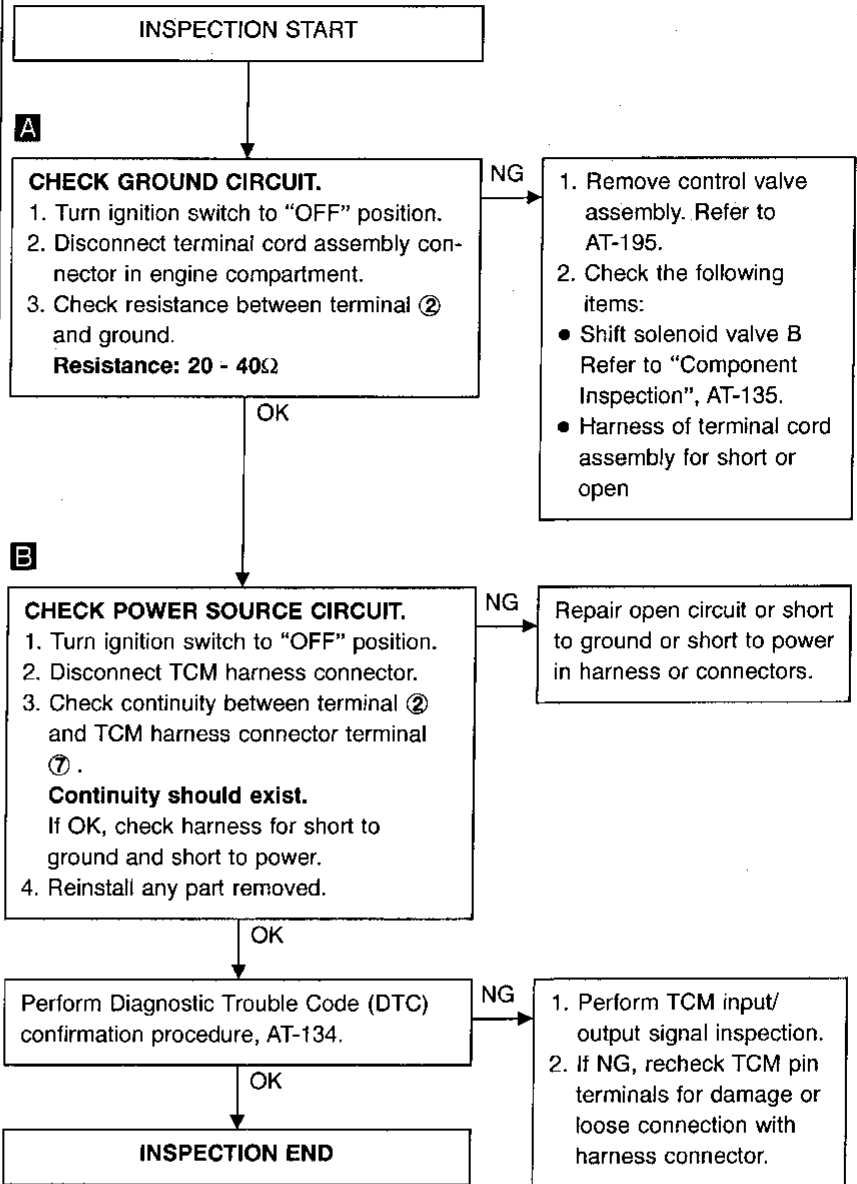 INSPECTION START
A
CHECK GROUND CIRCUIT.
1. Turn ignition switch to "OFF" position.
2. Disconnect terminal cord assembly con-
nector in engine compartment.
3. Check resistance between terminal ②
and ground.
Resistance: 20 - 40Ω
NG
1. Remove control valve
assembly. Refer to
AT-195.
2. Check the following
items:
● Shift solenoid valve B
Refer to "Component
Inspection", AT-135.
● Harness of terminal cord
assembly for short or
open
OK
B
CHECK POWER SOURCE CIRCUIT.
1. Turn ignition switch to "OFF" position.
2. Disconnect TCM harness connector.
3. Check continuity between terminal ②
and TCM harness connector terminal
⑦ .
Continuity should exist.
If OK, check harness for short to
ground and short to power.
4. Reinstall any part removed.
NG
Repair open circuit or short
to ground or short to power
in harness or connectors.
OK
Perform Diagnostic Trouble Code (DTC)
confirmation procedure, AT-134.
NG
1. Perform TCM input/
output signal inspection.
2. If NG, recheck TCM pin
terminals for damage or
loose connection with
harness connector.
OK
INSPECTION END